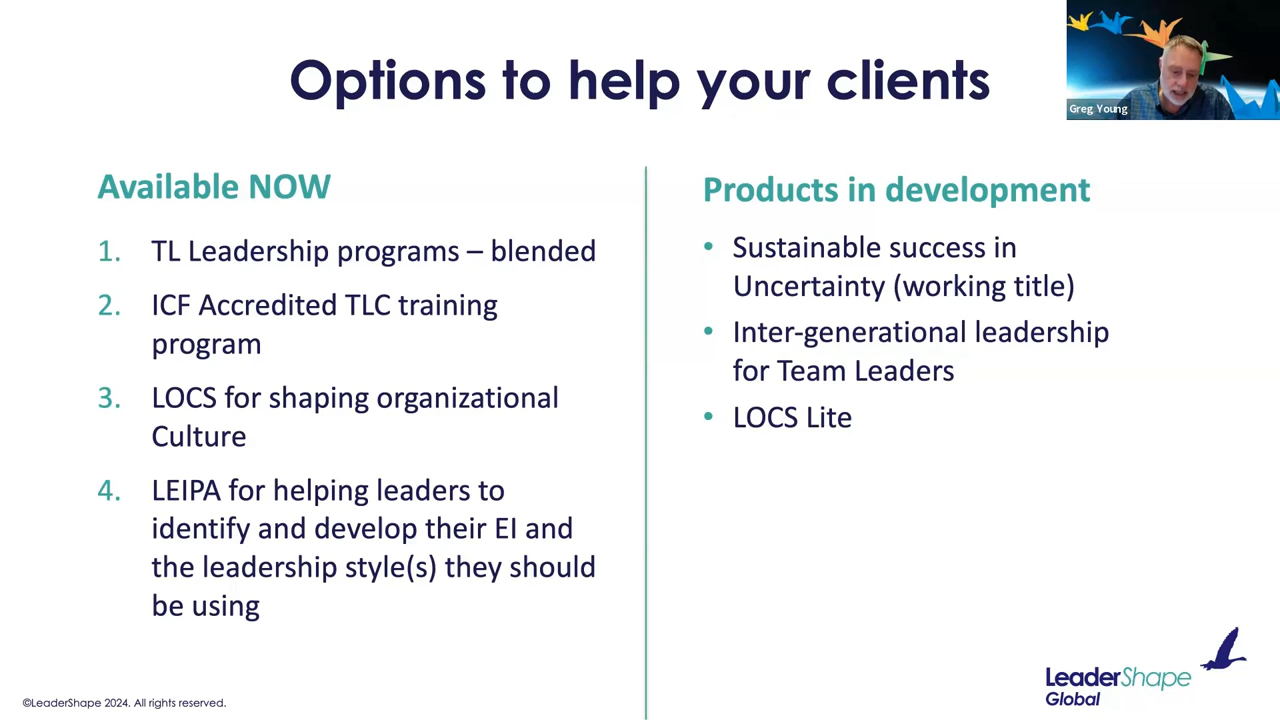 Options to help your clients
Greg Young
Available NOW
1. TL Leadership programs – blended
2. ICF Accredited TLC training
program
3. LOCS for shaping organizational
Culture
4. LEIPA for helping leaders to
identify and develop their EI and
the leadership style(s) they should
be using
Products in development
• Sustainable success in
Uncertainty (working title)
• Inter-generational leadership
for Team Leaders
• LOCS Lite
©LeaderShape 2024. All rights reserved.
LeaderShape
Global